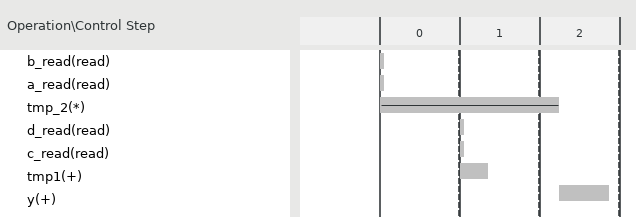 Operation\Control Step
0 1 2
b_read(read)
a_read(read)
tmp_2(*)
d_read(read)
c_read(read)
tmp1(+)
y(+)